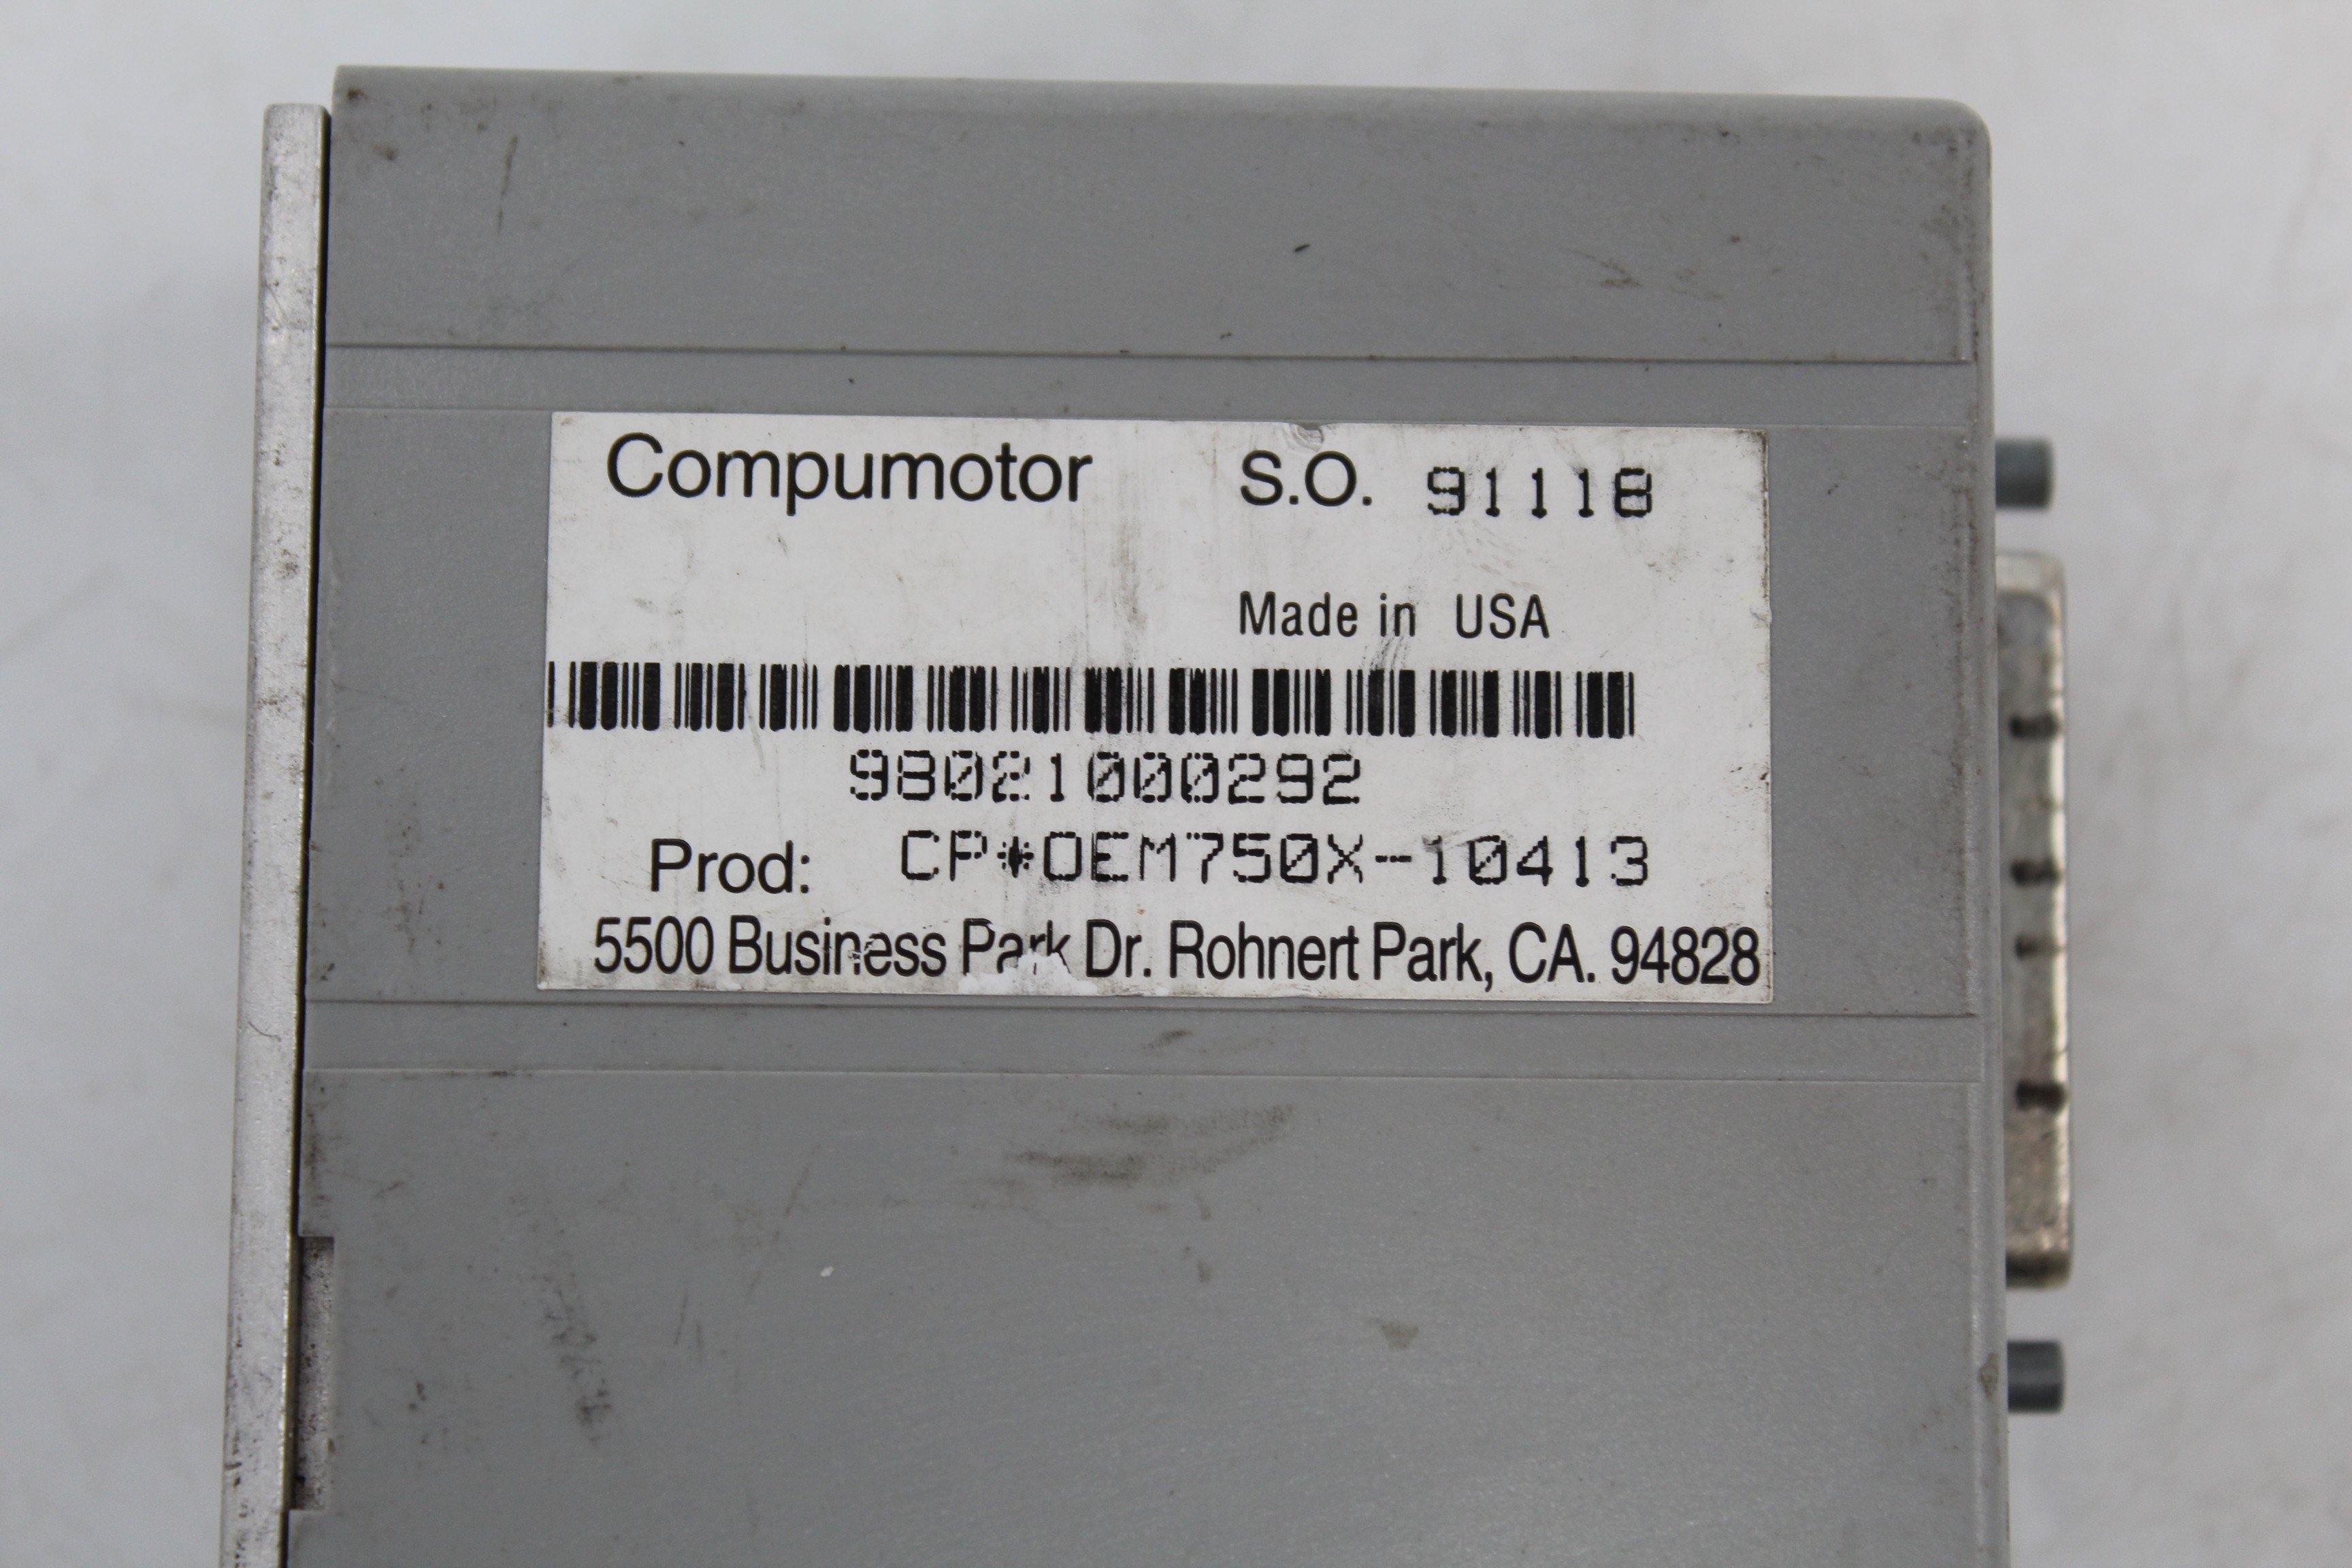 Compumotor S.O. 91118
Made in USA
98021000292
Prod: CP*OEM750X-10413
5500 Business Park Dr. Rohnert Park, CA. 94828